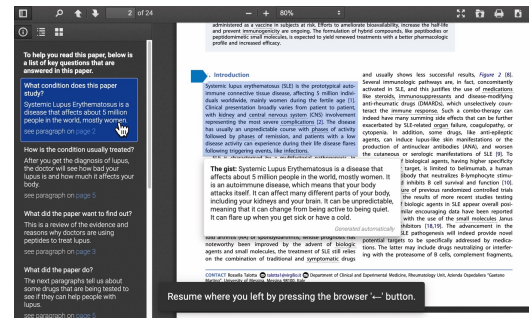 2 of 24
80%
To help you read this paper, below is
a list of key questions that are
answered in this paper.
What condition does this paper
study?
Systemic Lupus Erythematosus is a
disease that affects about 5 million
people in the world, mostly women.
see paragraph on page 2
How is the condition usually treated?
After you get the diagnosis of lupus,
the doctor will see how bad your
lupus is and how much it affects your
body.
see paragraph on page 5
What did the paper want to find out?
This is a review of the evidence and
reasons why doctors are using
peptides to treat lupus.
see paragraph on page 3
What did the paper do?
The next paragraphs tell us about
some drugs that are being tested to
see if they can help people with
lupus.
see paragraph on page 5
administered as a vaccine in subjects at risk. Efforts to ameliorate bioavailability, increase the half-life
and prevent immunogenicity are ongoing. The formulation of hybrid compounds, like peptibodies or
peptidomimetic small molecules, is expected to yield renewed treatments with a better pharmacologic
profile and increased efficacy.
. Introduction
Systemic lupus erythematosus (SLE) is the prototypical auto-
immune connective tissue disease, affecting 5 million indivi-
duals worldwide, mainly women during the fertile age [1].
Clinical presentation broadly varies from patient to patient,
with kidney and central nervous system (CNS) involvement
representing the most severe complications [2]. The disease
has usually an unpredictable course with phases of activity
followed by phases of remission, and patients with a low
disease activity can experience during their life disease flares
following triggering events, like infections.
The gist: Systemic Lupus Erythematosus is a disease that
affects about 5 million people in the world, mostly women. It
is an autoimmune disease, which means that your body
attacks itself. It can affect many different parts of your body,
including your kidneys and your brain. It can be unpredictable,
meaning that it can change from being active to being quiet.
It can flare up when you get sick or have a cold.
Generated automatically
noteworthy been improved by the advent of biologic
agents and small molecules, the treatment of SLE still relies
on the combination of traditional and symptomatic drugs
and usually shows less successful results, Figure 2 [8].
Several immunologic pathways are, in fact, concomitantly
activated in SLE, and this justifies the use of medications
like steroids, immunosuppressants and disease-modifying
anti-rheumatic drugs (DMARDs), which unselectively coun-
teract the immune response. Such a combo-therapy can
indeed have many summing side effects that can be further
exacerbated by SLE-related organ failure, coagulopathy, or
cytopenia. In addition, some drugs, like anti-epileptic
agents, can induce lupus-like skin manifestations or the
production of antinuclear antibodies (ANA), and worsen
the cutaneous or serologic manifestations of SLE [9]. To
f biological agents, having higher specificity
target, is limited to belimumab, a human
body that neutralizes B-lymphocyte stimu-
d inhibits B cell survival and function [10].
ure of previous randomized controlled trials
the results of more recent studies testing
f biologic agents in SLE appear overall posi-
milar encouraging data have been reported
with the use of the small molecules Janus
nhibitors [18,19]. The advancement in the
SLE pathogenesis will indeed provide novel
potential targets to be specifically addressed by medica-
tions. The latter may include drugs neutralizing or interfer-
ing with the proteasome of B cells, complement fragments,
CONTACT Rosella Talotta talotta1@virgilio.it Department of Clinical and Experimental Medicine, Rheumatology Unit, Azienda Ospedaliera "Gaetano
Martino", University of Messina, Messina 98100, Italy
Resume where you left by pressing the browser '←' button.